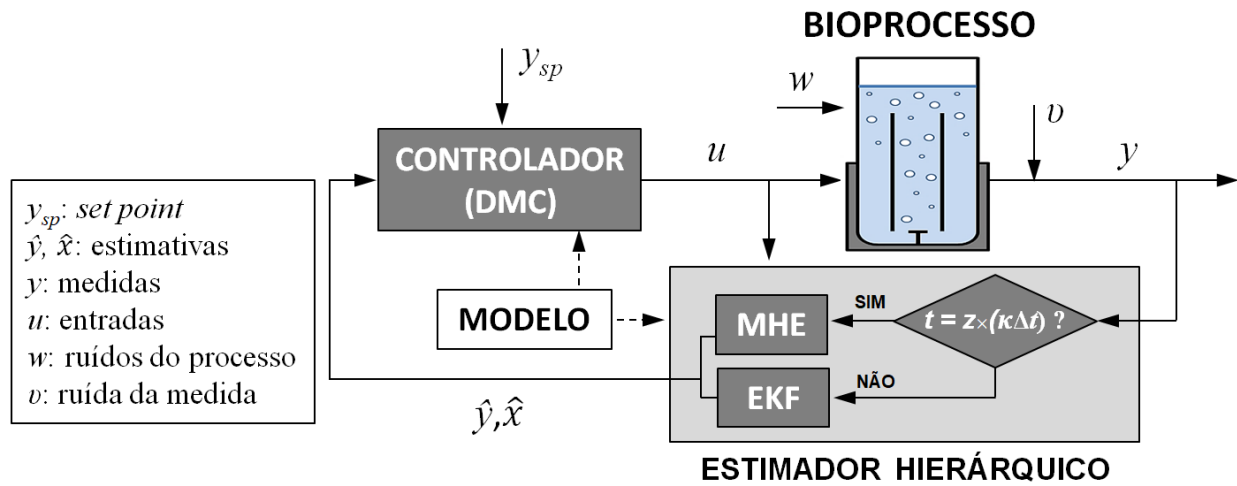 BIOPROCESSO
y_sp
w
υ
CONTROLADOR
(DMC)
u
y
y_sp: set point
ŷ, x̂: estimativas
y: medidas
u: entradas
w: ruídos do processo
υ: ruída da medida
MODELO
MHE
SIM
t = z×(κΔt) ?
EKF
NÃO
ŷ,x̂
ESTIMADOR HIERÁRQUICO